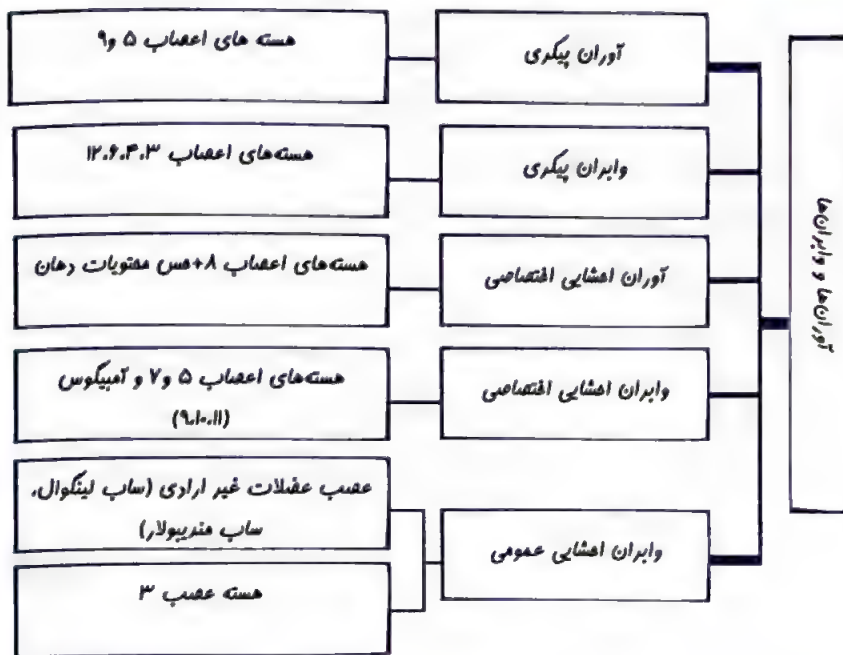 آوران‌ها و وابران‌ها
آوران پیکری
هسته های اعصاب ۵ و۹
وابران پیکری
هسته‌های اعصاب ۳،۴،۶،۱۲
آوران احشایی اختصاصی
هسته‌های اعصاب ۸+حس محتویات دهان
وابران احشایی اختصاصی
هسته‌های اعصاب ۵ و۷ و آمبیگوس
(۹،۱۰،۱۱)
وابران احشایی عمومی
عصب عضلات غیر ارادی (ساب لینگوال،
ساب مندیبولار)
هسته عصب ۳